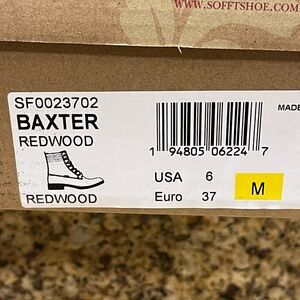 WWW.SOFFTSHOE.COM
SF0023702
BAXTER
REDWOOD
MADE
1 94805 06224 7
USA 6
Euro 37
M
REDWOOD